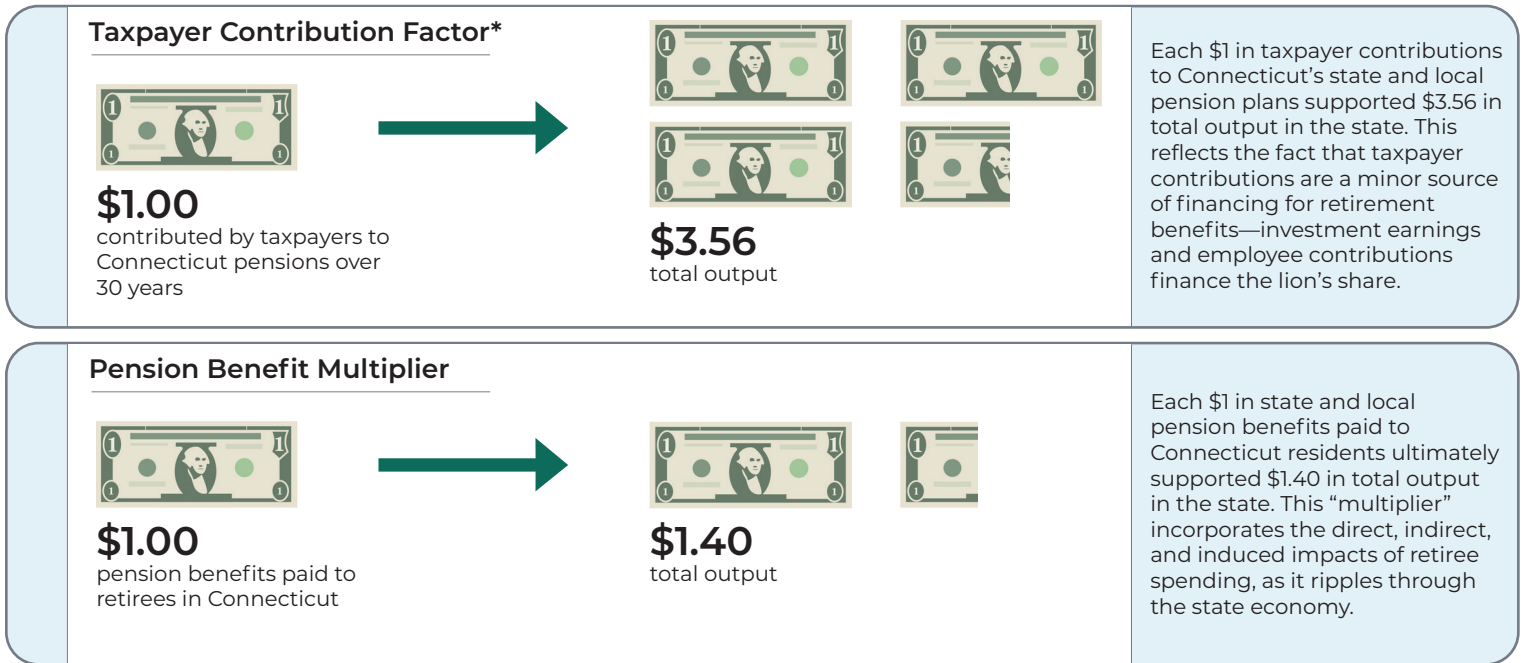 Taxpayer Contribution Factor*
$1.00
contributed by taxpayers to
Connecticut pensions over
30 years
$3.56
total output
Each $1 in taxpayer contributions
to Connecticut’s state and local
pension plans supported $3.56 in
total output in the state. This
reflects the fact that taxpayer
contributions are a minor source
of financing for retirement
benefits—investment earnings
and employee contributions
finance the lion’s share.
Pension Benefit Multiplier
$1.00
pension benefits paid to
retirees in Connecticut
$1.40
total output
Each $1 in state and local
pension benefits paid to
Connecticut residents ultimately
supported $1.40 in total output
in the state. This “multiplier”
incorporates the direct, indirect,
and induced impacts of retiree
spending, as it ripples through
the state economy.